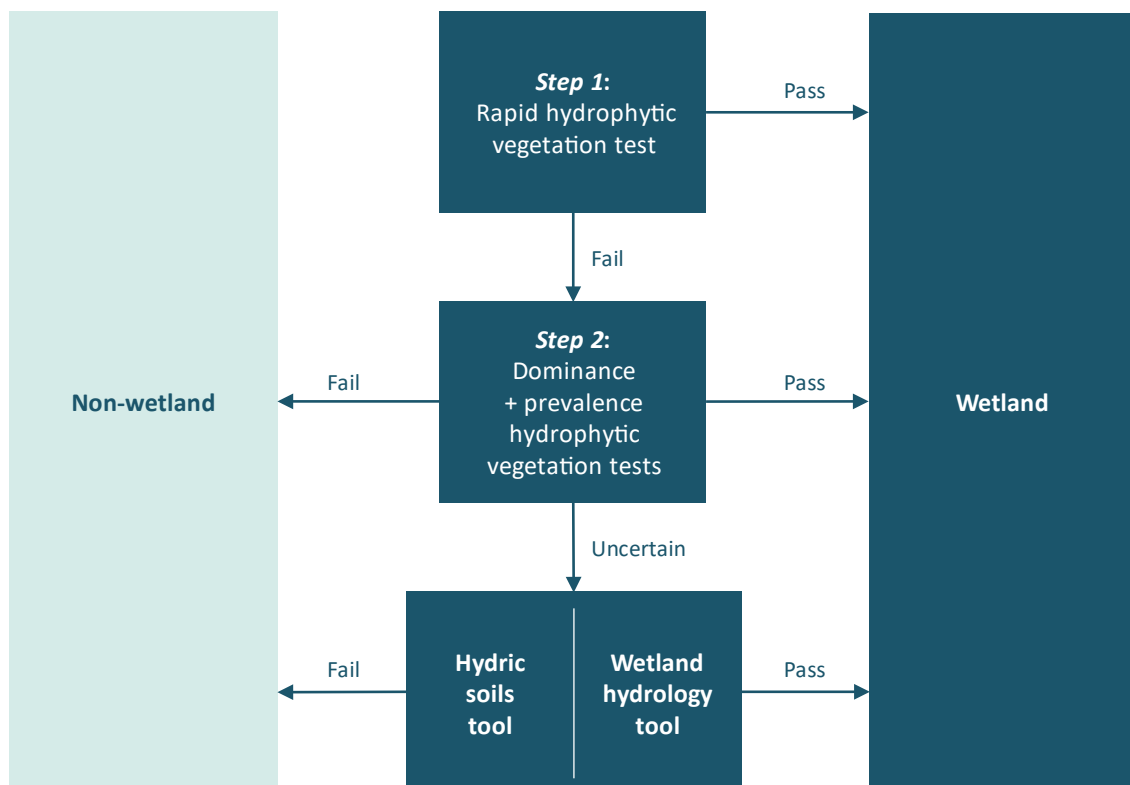 Step 1:
Rapid hydrophytic
vegetation test
Pass
Fail
Step 2:
Dominance
+ prevalence
hydrophytic
vegetation tests
Fail
Pass
Non-wetland
Wetland
Uncertain
Hydric
soils
tool
Wetland
hydrology
tool
Fail
Pass